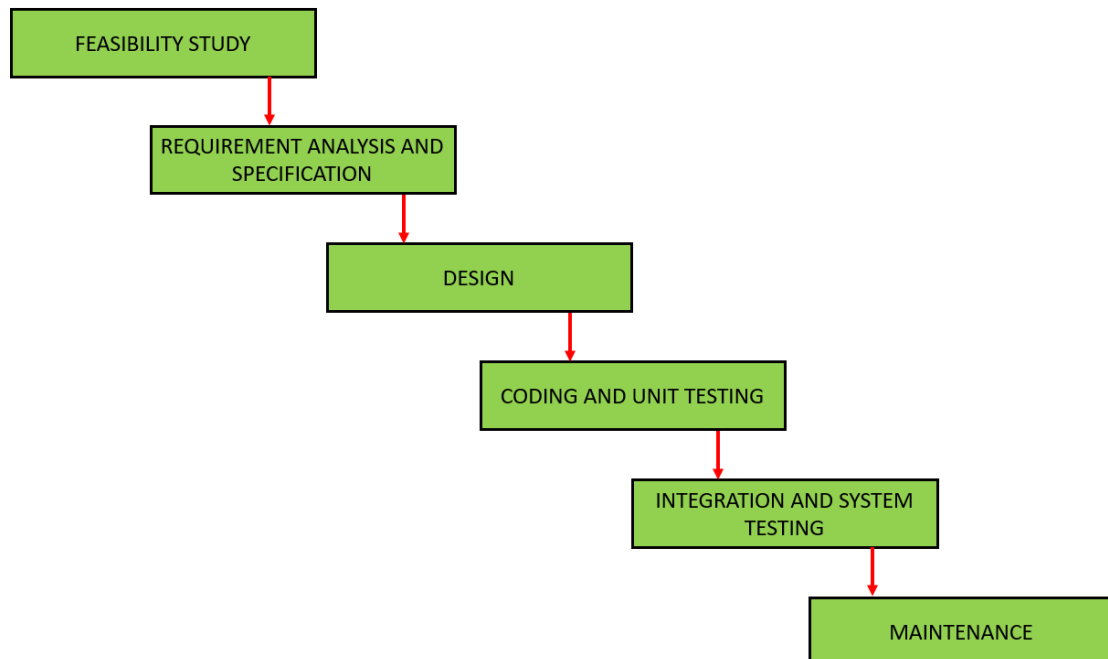 FEASIBILITY STUDY
REQUIREMENT ANALYSIS AND
SPECIFICATION
DESIGN
CODING AND UNIT TESTING
INTEGRATION AND SYSTEM
TESTING
MAINTENANCE